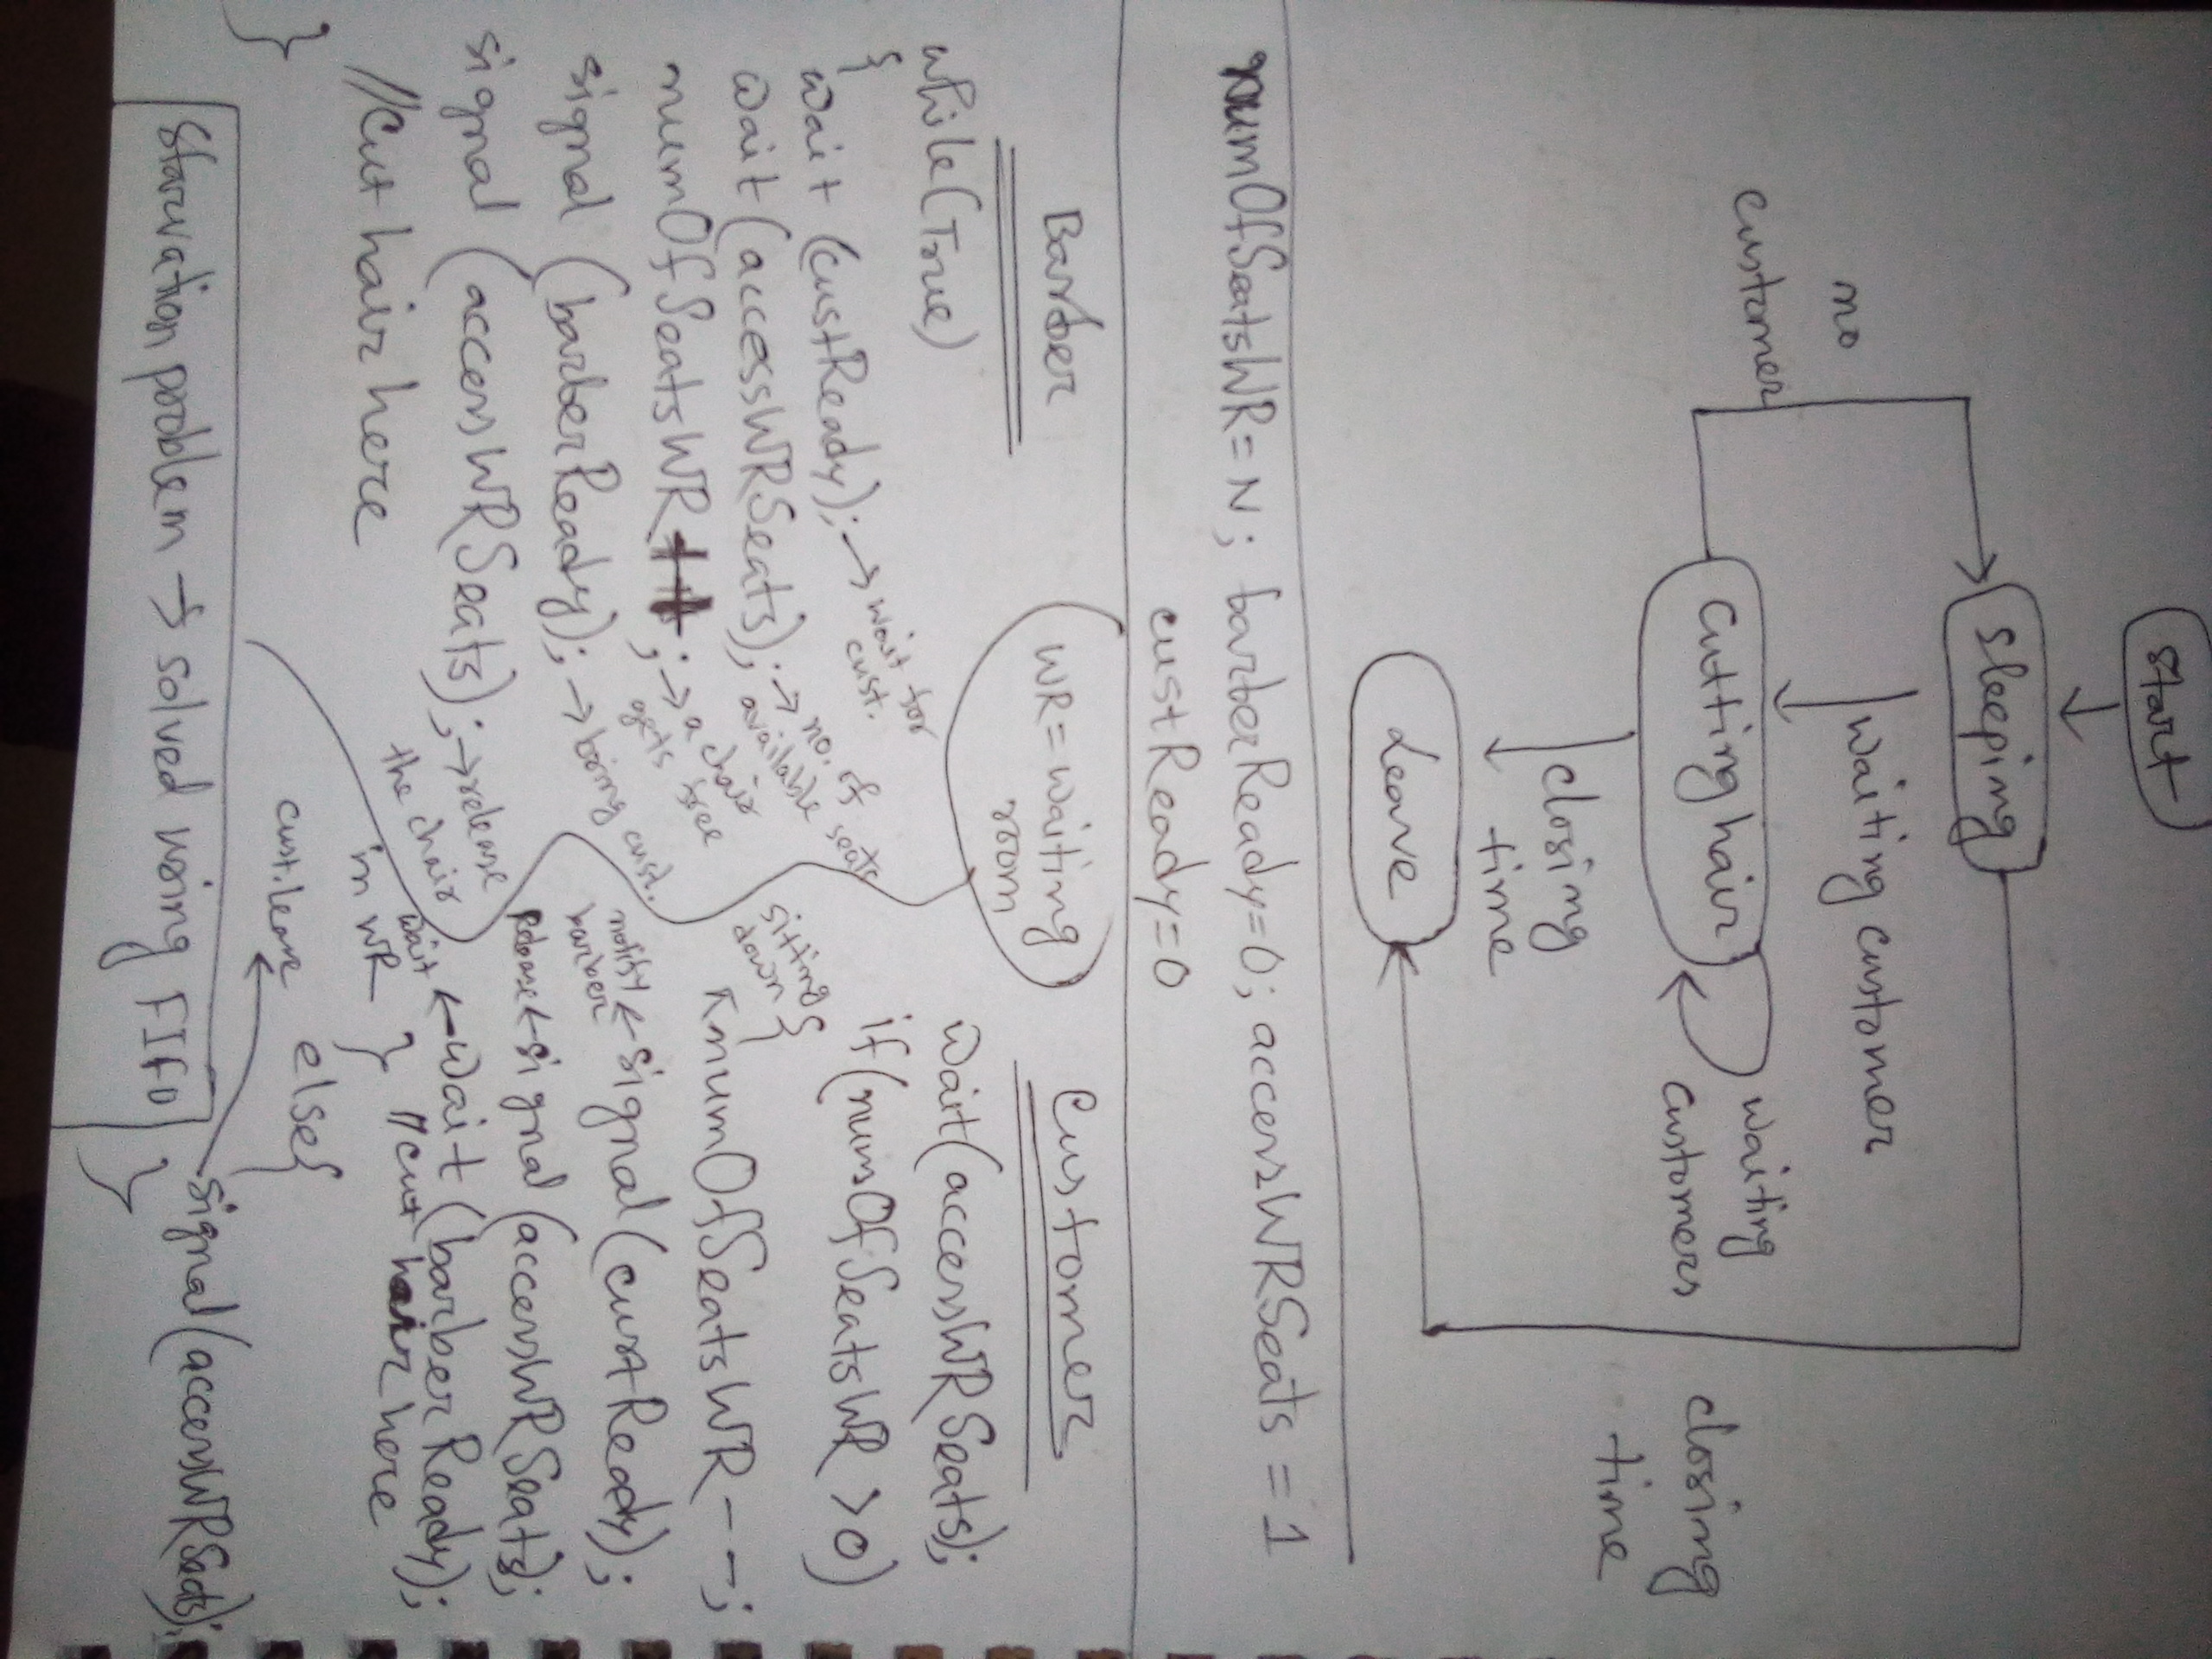 Start
Sleeping
waiting customer
no
customer
Cutting hair
waiting
customers
closing
time
closing
time
Leave
numOfSeatsWR=N; barberReady=0; accessWRSeats = 1
custReady=0
Barber
WR = waiting
room
Customer
while(True)
{
wait (custReady); → wait for
cust.
wait (accessWRSeats); → no. of
available seats
numOfSeatsWR++; → a chair
gets free
signal (barberReady); → bring cust.
signal (accessWRSeats); → release
the chair
//Cut hair here
}
wait(accessWRSeats);
if(numOfSeatsWR >0)
sitting {
down
numOfSeatsWR--;
notify ← signal (custReady);
barber
Release ← signal (accessWRSeats);
wait ← wait (barberReady);
in WR } //cut hair here
else{
cust.leave
signal(accessWRSeats);
}
Starvation problem → solved using FIFO